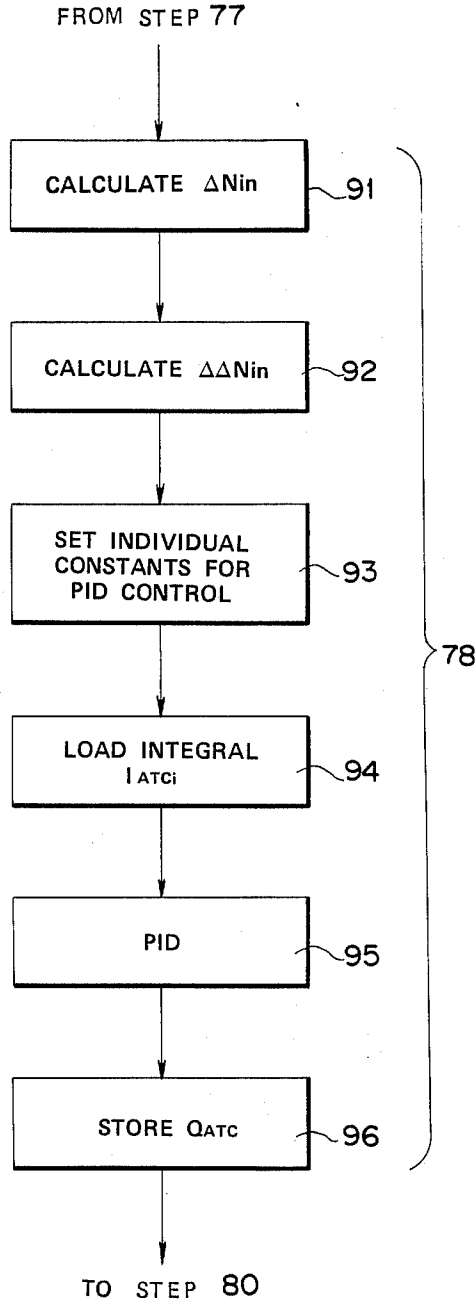 FROM STEP 77
CALCULATE ΔNin
91
CALCULATE ΔΔNin
92
SET INDIVIDUAL
CONSTANTS FOR
PID CONTROL
93
78
LOAD INTEGRAL
IATCi
94
PID
95
STORE QATC
96
TO STEP 80